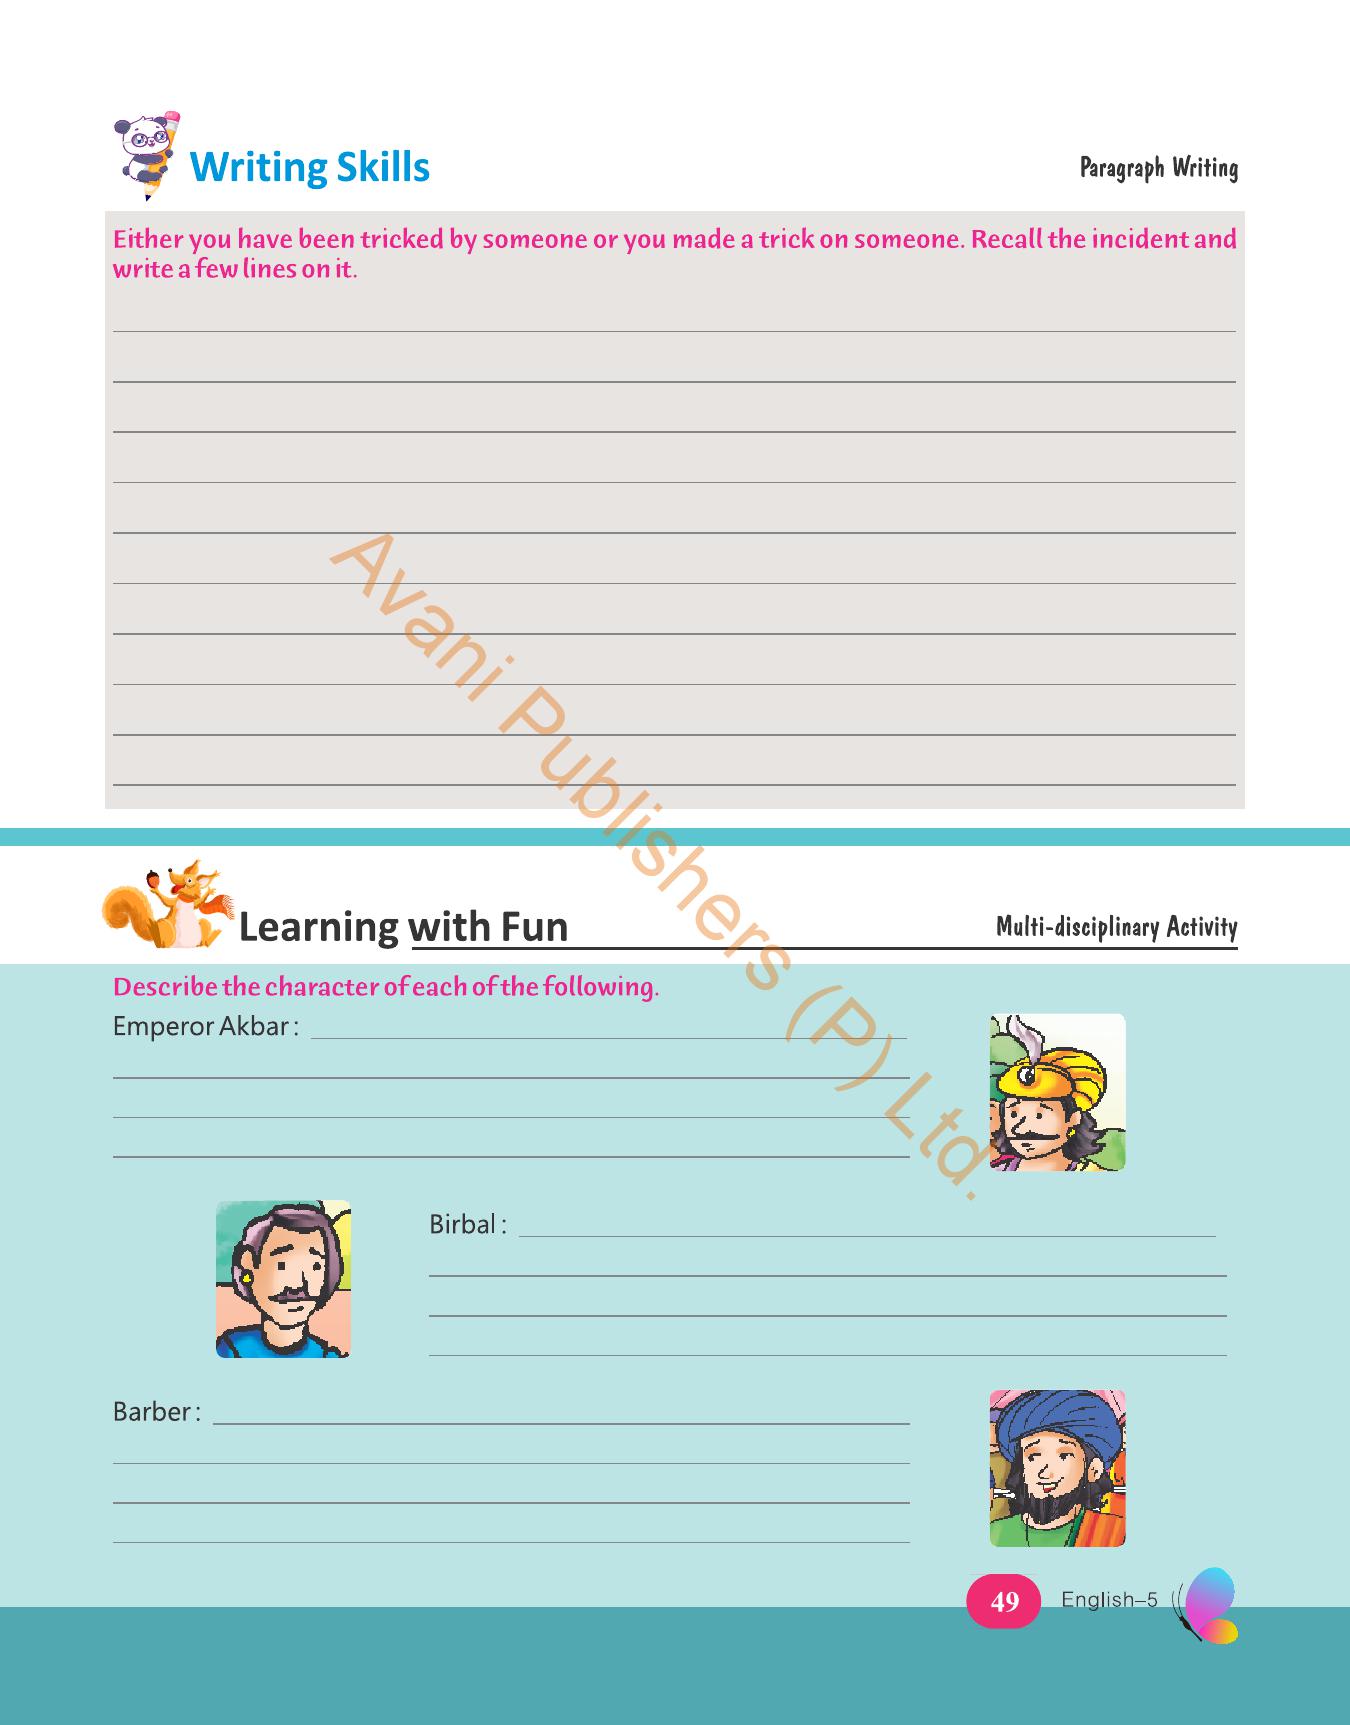 Writing Skills
Paragraph Writing
Either you have been tricked by someone or you made a trick on someone. Recall the incident and
write a few lines on it.
Avani Publishers (P) Ltd.
Learning with Fun
Multi-disciplinary Activity
Describe the character of each of the following.
Emperor Akbar :
Birbal :
Barber :
49
English–5